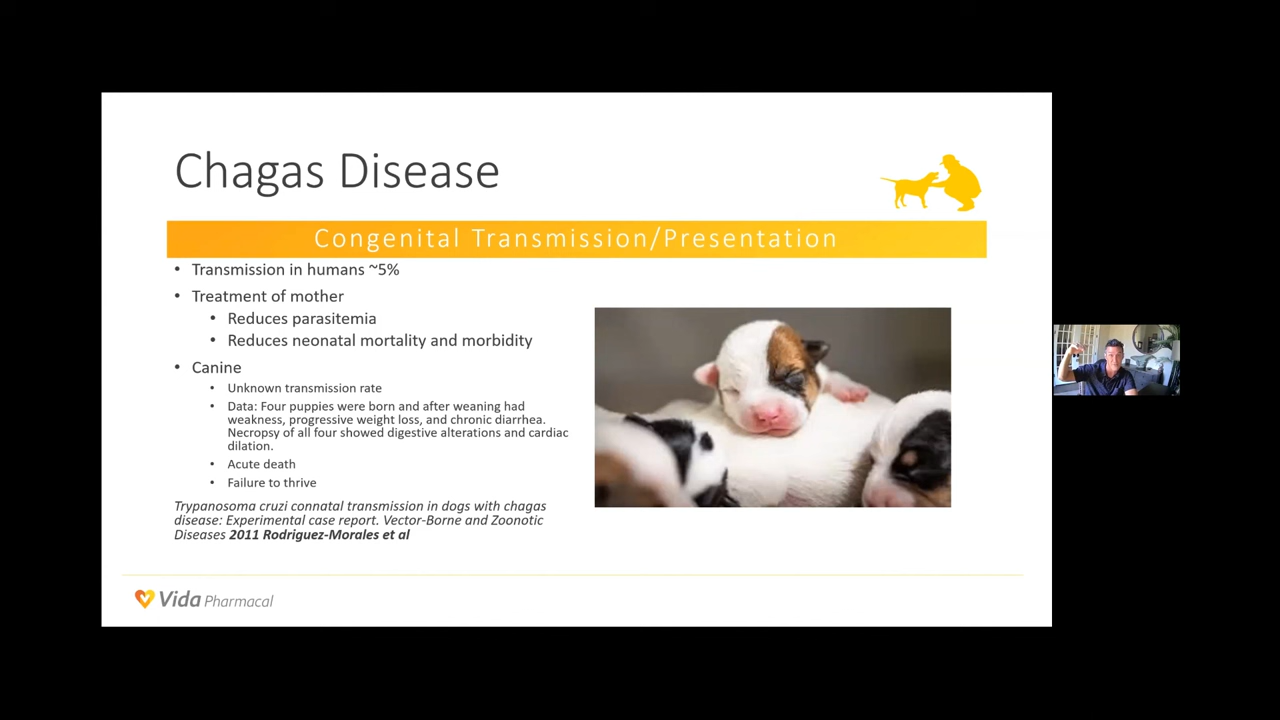 Chagas Disease
Congenital Transmission/Presentation
• Transmission in humans ~5%
• Treatment of mother
• Reduces parasitemia
• Reduces neonatal mortality and morbidity
• Canine
• Unknown transmission rate
• Data: Four puppies were born and after weaning had
weakness, progressive weight loss, and chronic diarrhea.
Necropsy of all four showed digestive alterations and cardiac
dilation.
• Acute death
• Failure to thrive
Trypanosoma cruzi connatal transmission in dogs with chagas
disease: Experimental case report. Vector-Borne and Zoonotic
Diseases 2011 Rodriguez-Morales et al
Vida Pharmacal